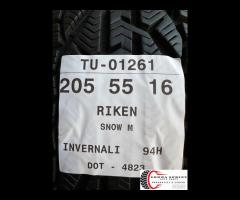 TU-01261
205 55 16
RIKEN
SNOW M
INVERNALI 94H
DOT - 4823